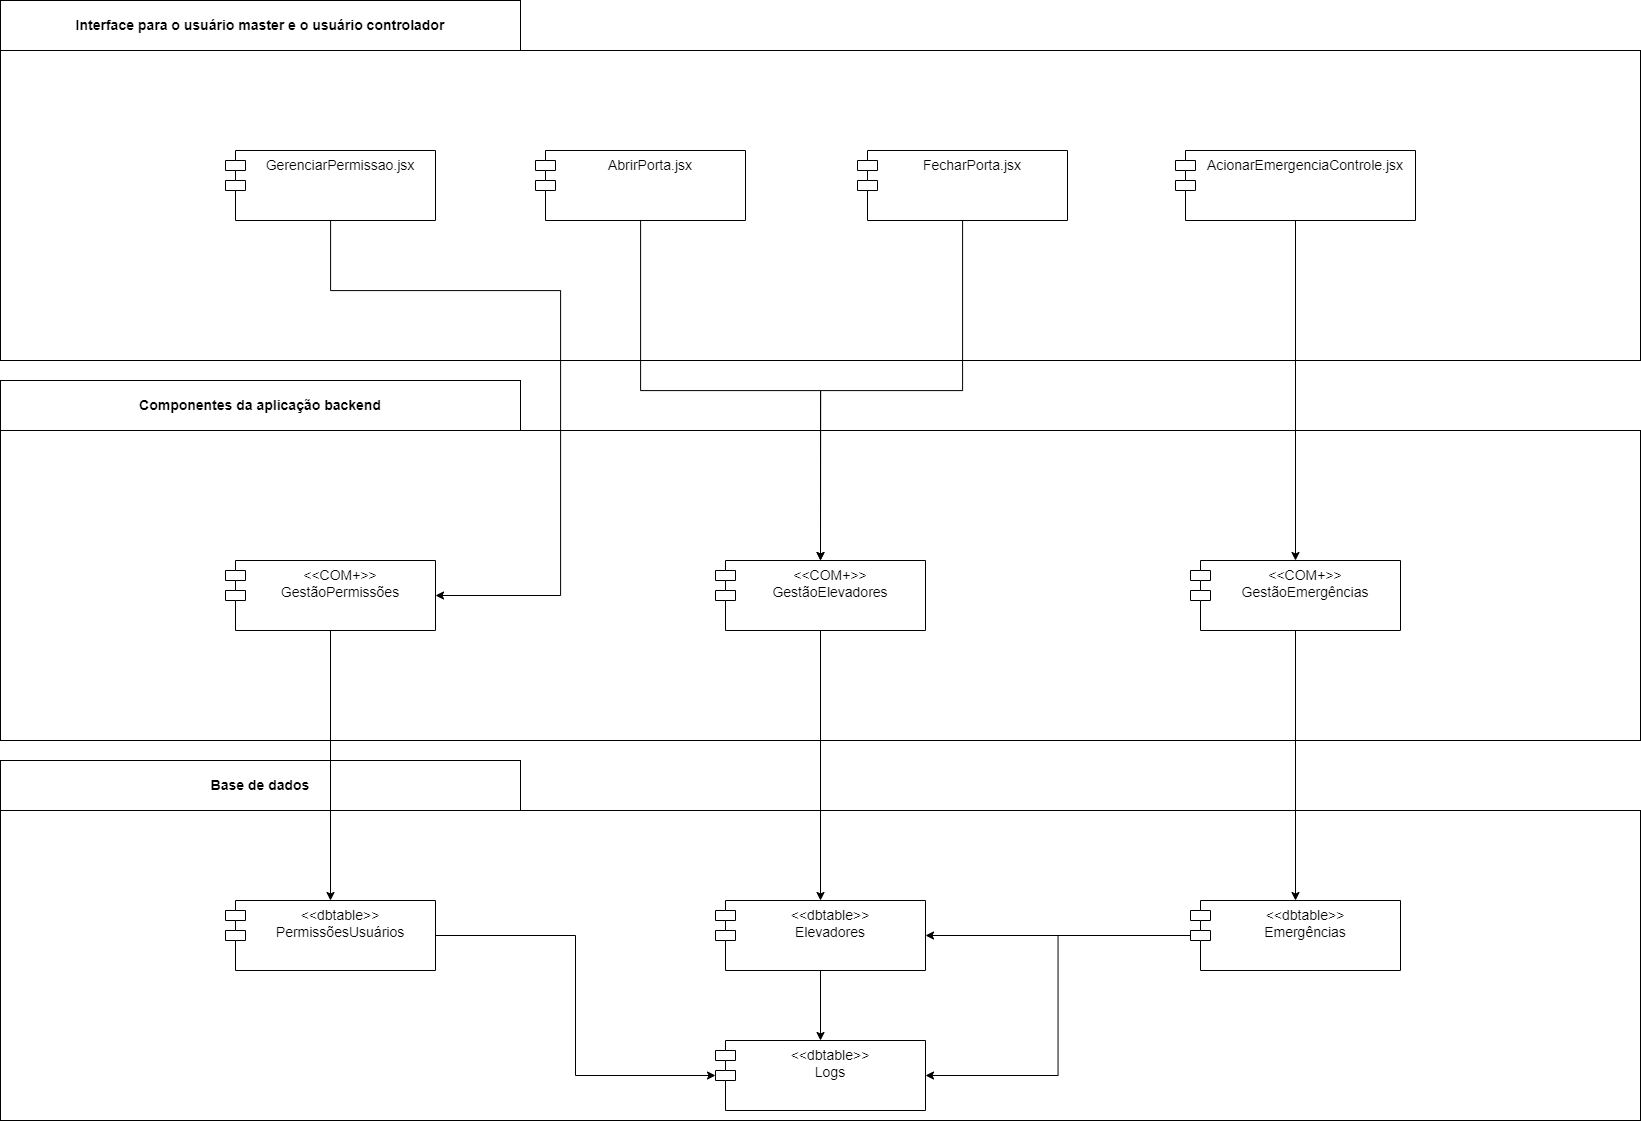 Interface para o usuário master e o usuário controlador
GerenciarPermissao.jsx
AbrirPorta.jsx
FecharPorta.jsx
AcionarEmergenciaControle.jsx
Componentes da aplicação backend
<<COM+>>
GestãoPermissões
<<COM+>>
GestãoElevadores
<<COM+>>
GestãoEmergências
Base de dados
<<dbtable>>
PermissõesUsuários
<<dbtable>>
Elevadores
<<dbtable>>
Emergências
<<dbtable>>
Logs